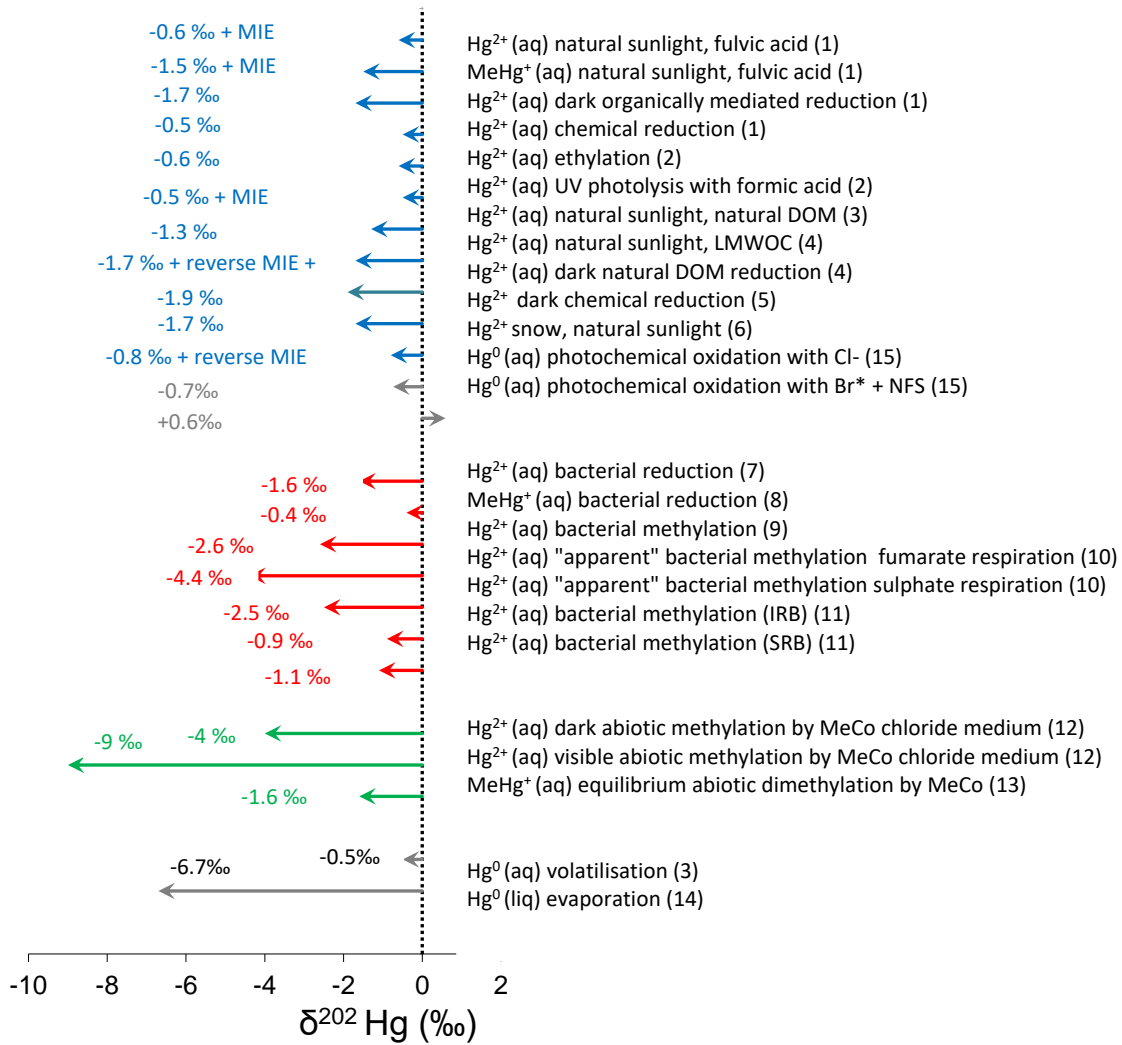 -0.6 ‰ + MIE
Hg²⁺ (aq) natural sunlight, fulvic acid (1)
-1.5 ‰ + MIE
MeHg⁺ (aq) natural sunlight, fulvic acid (1)
-1.7 ‰
Hg²⁺ (aq) dark organically mediated reduction (1)
-0.5 ‰
Hg²⁺ (aq) chemical reduction (1)
-0.6 ‰
Hg²⁺ (aq) ethylation (2)
-0.5 ‰ + MIE
Hg²⁺ (aq) UV photolysis with formic acid (2)
-1.3 ‰
Hg²⁺ (aq) natural sunlight, natural DOM (3)
-1.7 ‰ + reverse MIE +
Hg²⁺ (aq) natural sunlight, LMWOC (4)
-1.9 ‰
Hg²⁺ (aq) dark natural DOM reduction (4)
-1.7 ‰
Hg²⁺ dark chemical reduction (5)
-0.8 ‰ + reverse MIE
Hg²⁺ snow, natural sunlight (6)
-0.7‰
Hg⁰ (aq) photochemical oxidation with Cl- (15)
+0.6‰
Hg⁰ (aq) photochemical oxidation with Br* + NFS (15)
-1.6 ‰
Hg²⁺ (aq) bacterial reduction (7)
-0.4 ‰
MeHg⁺ (aq) bacterial reduction (8)
-2.6 ‰
Hg²⁺ (aq) bacterial methylation (9)
-4.4 ‰
Hg²⁺ (aq) "apparent" bacterial methylation fumarate respiration (10)
-2.5 ‰
Hg²⁺ (aq) "apparent" bacterial methylation sulphate respiration (10)
-0.9 ‰
Hg²⁺ (aq) bacterial methylation (IRB) (11)
-1.1 ‰
Hg²⁺ (aq) bacterial methylation (SRB) (11)
-4 ‰
Hg²⁺ (aq) dark abiotic methylation by MeCo chloride medium (12)
-9 ‰
Hg²⁺ (aq) visible abiotic methylation by MeCo chloride medium (12)
-1.6 ‰
MeHg⁺ (aq) equilibrium abiotic dimethylation by MeCo (13)
-0.5‰
Hg⁰ (aq) volatilisation (3)
-6.7‰
Hg⁰ (liq) evaporation (14)
-10 -8 -6 -4 -2 0 2
δ²⁰² Hg (‰)